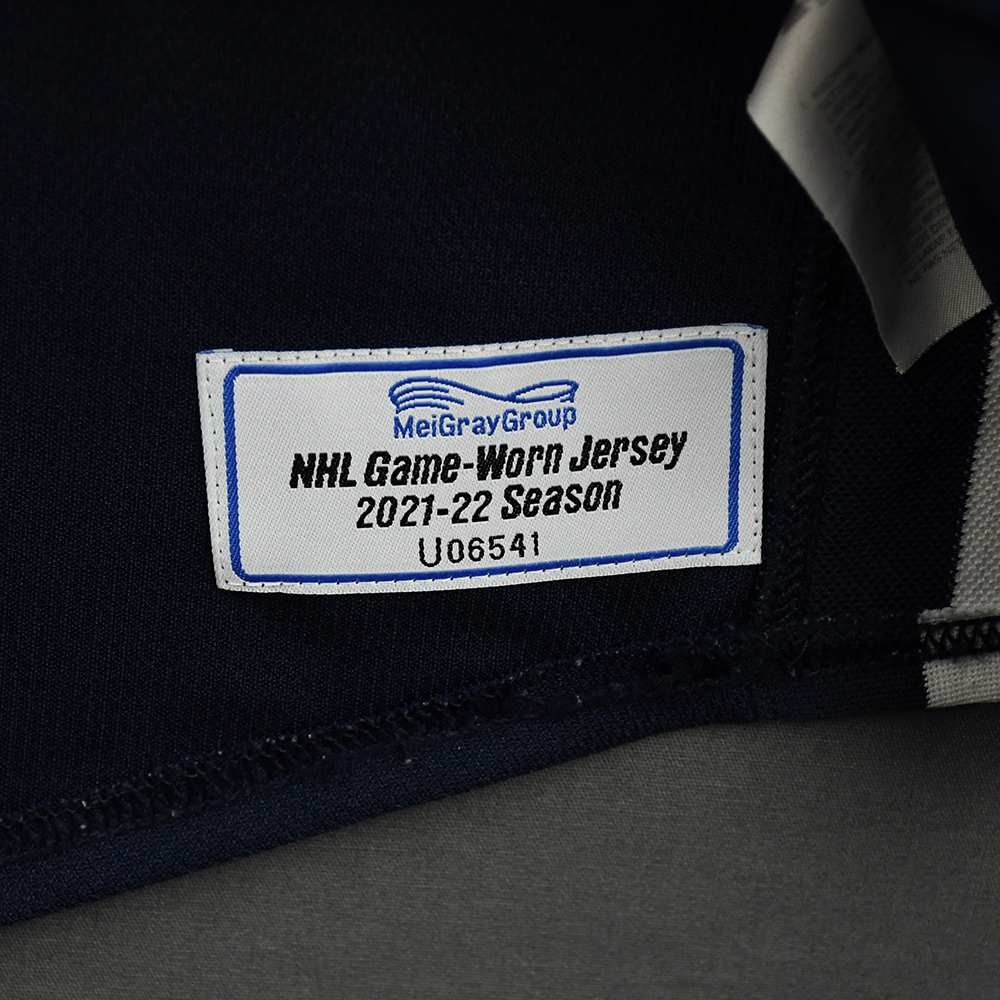 MeiGrayGroup
NHL Game-Worn Jersey
2021-22 Season
U06541